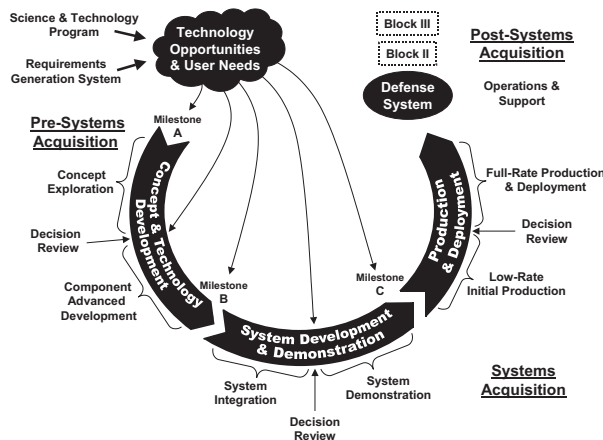 Science & Technology
Program
Requirements
Generation System
Technology
Opportunities
& User Needs
Block III
Block II
Defense
System
Post-Systems
Acquisition
Operations &
Support
Pre-Systems
Acquisition
Milestone
A
Concept
Exploration
Decision
Review
Component
Advanced
Development
Concept & Technology
Development
Milestone
B
System Development
& Demonstration
System
Integration
Decision
Review
System
Demonstration
Milestone
C
Production
& Deployment
Full-Rate Production
& Deployment
Decision
Review
Low-Rate
Initial Production
Systems
Acquisition